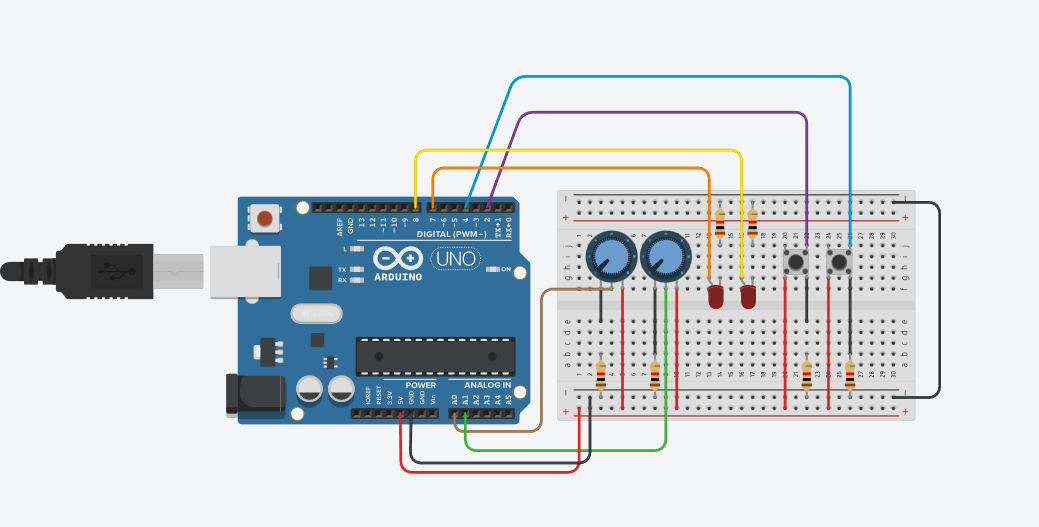 AREF
GND
13
12
~11
~10
~9
8
7
~6
~5
4
~3
2
TX→1
RX←0
DIGITAL (PWM~)
L
TX
RX
ARDUINO
UNO
ON
POWER
ANALOG IN
IOREF
RESET
3.3V
5V
GND
GND
Vin
A0
A1
A2
A3
A4
A5
- -
+ +
j j
i i
h h
g g
f f
e e
d d
c c
b b
a a
- -
+ +